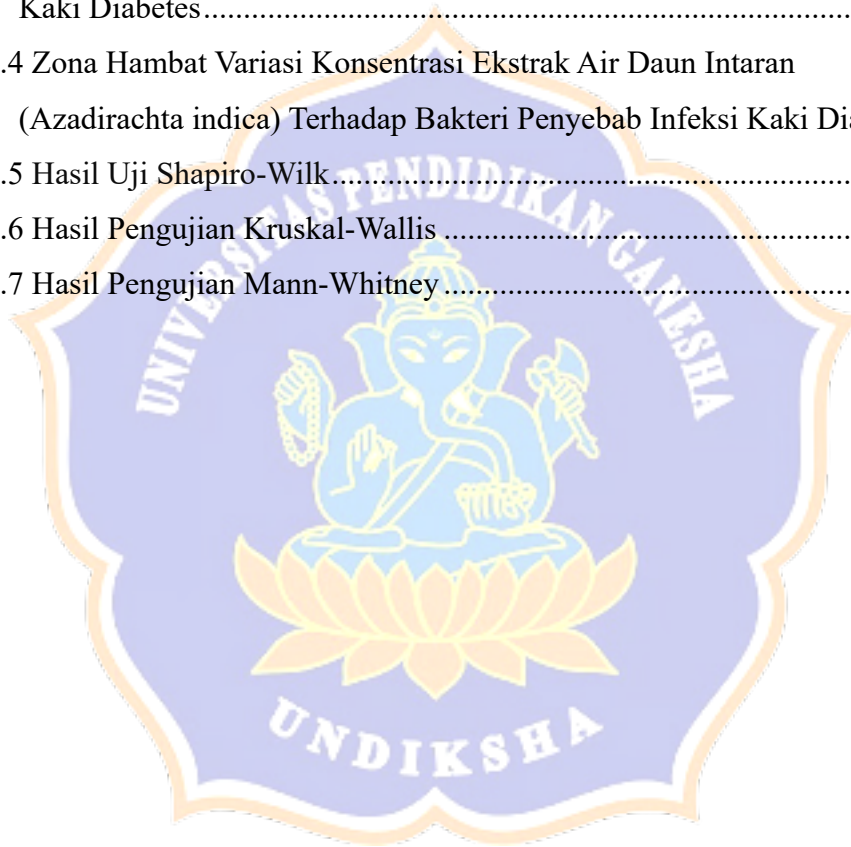 Kaki Diabetes................................................................................
.4 Zona Hambat Variasi Konsentrasi Ekstrak Air Daun Intaran
(Azadirachta indica) Terhadap Bakteri Penyebab Infeksi Kaki Dia
.5 Hasil Uji Shapiro-Wilk................................................................
.6 Hasil Pengujian Kruskal-Wallis ..................................................
.7 Hasil Pengujian Mann-Whitney ..................................................
UNIVERSITAS PENDIDIKAN GANESHA
UNDIKSHA